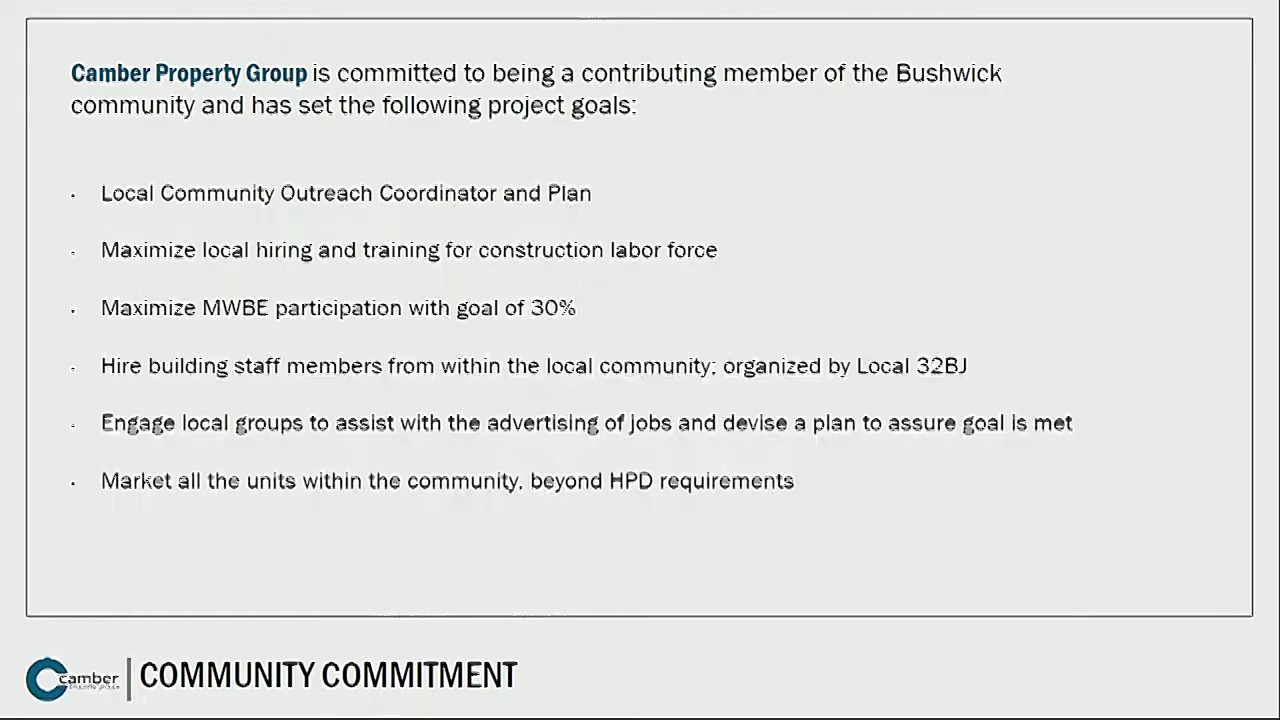 Camber Property Group is committed to being a contributing member of the Bushwick
community and has set the following project goals:
· Local Community Outreach Coordinator and Plan
· Maximize local hiring and training for construction labor force
· Maximize MWBE participation with goal of 30%
· Hire building staff members from within the local community; organized by Local 32BJ
· Engage local groups to assist with the advertising of jobs and devise a plan to assure goal is met
· Market all the units within the community, beyond HPD requirements
camber
COMMUNITY COMMITMENT